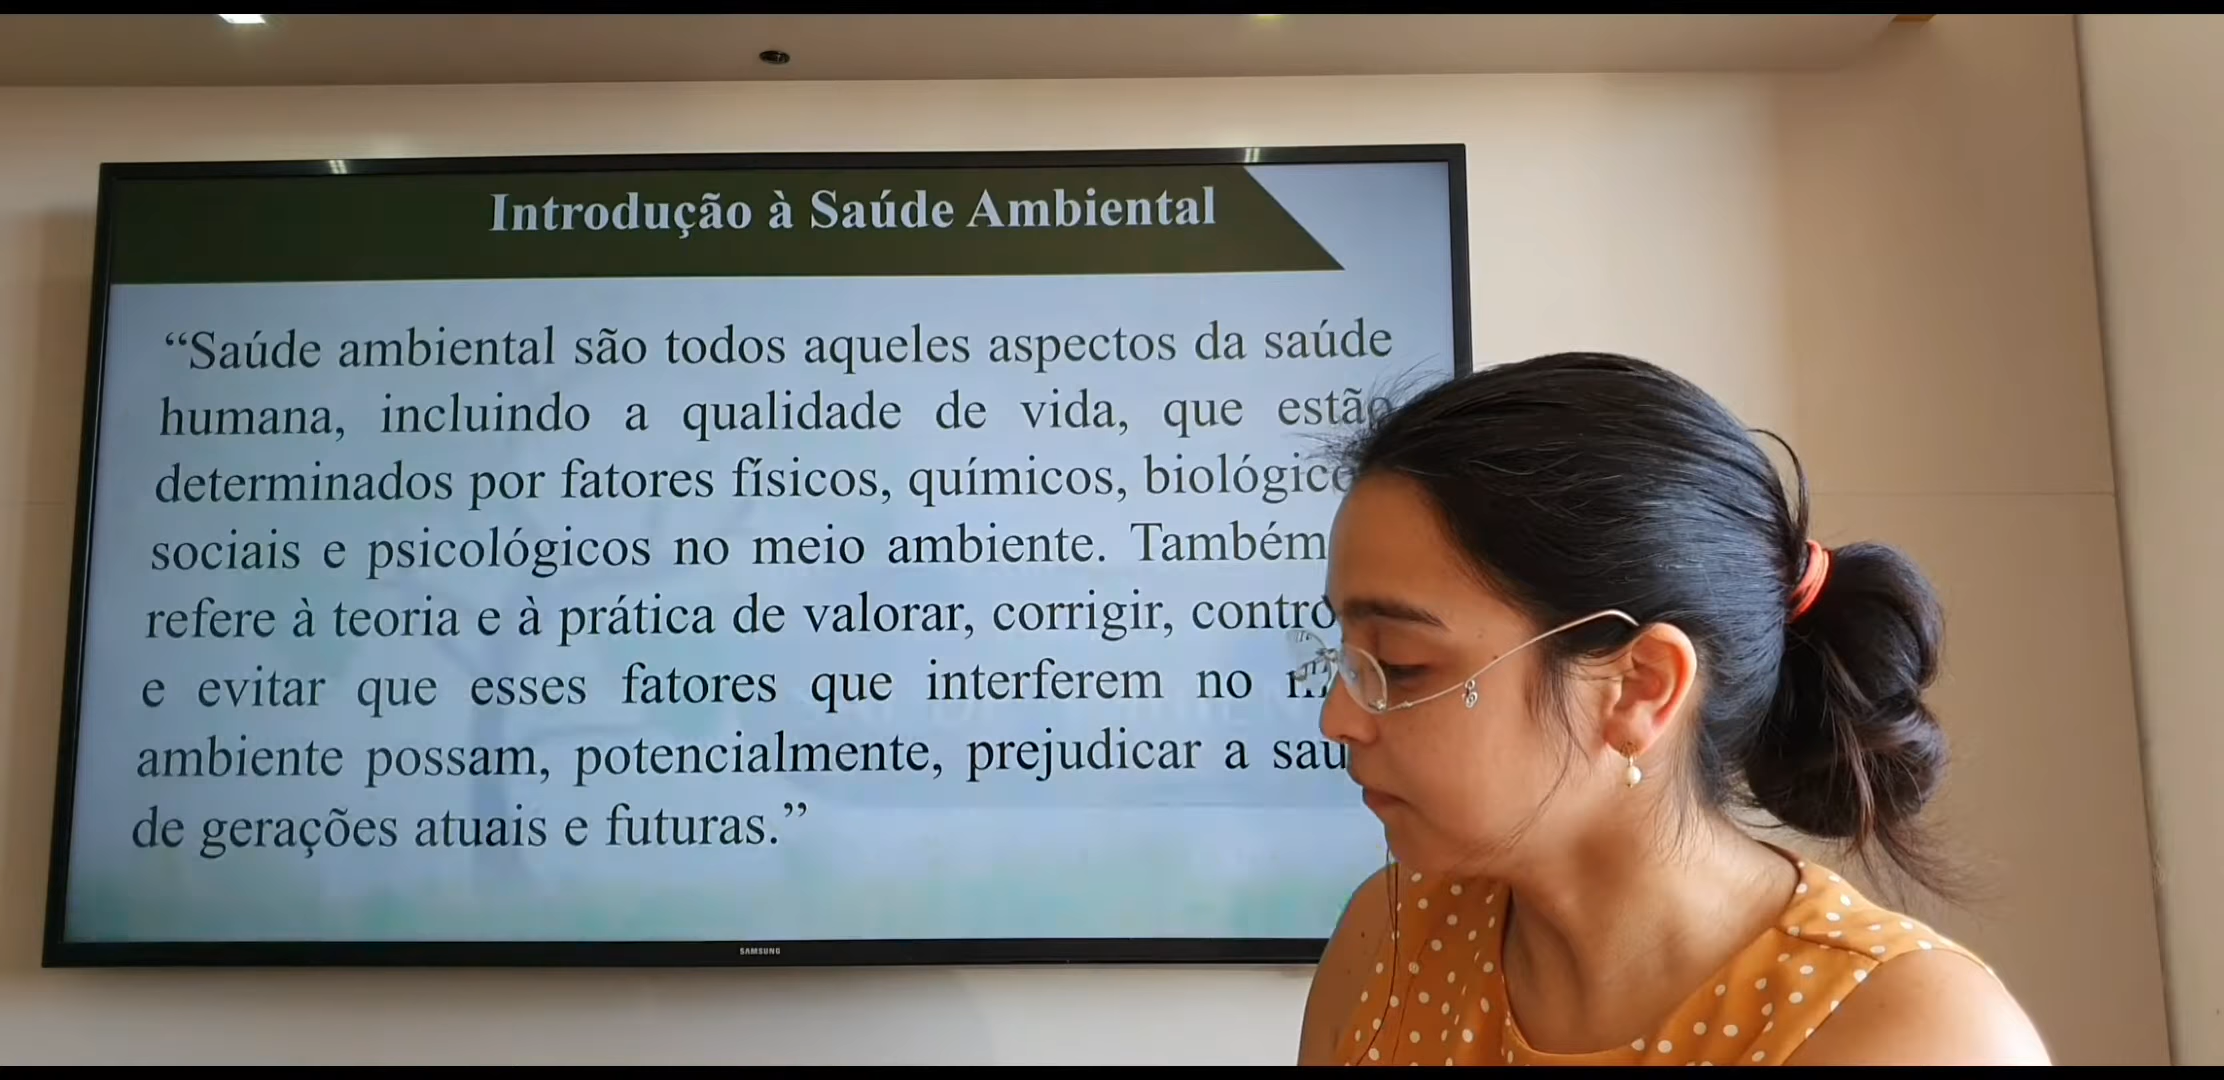 Introdução à Saúde Ambiental
“Saúde ambiental são todos aqueles aspectos da saúde
humana, incluindo a qualidade de vida, que estão
determinados por fatores físicos, químicos,
sociais e psicológicos no meio ambiente. Também
refere à teoria e à prática de valorar, corrigir,
e evitar que esses fatores que interferem no
ambiente possam, potencialmente, prejudicar a
de gerações atuais e futuras.”
SAMSUNG